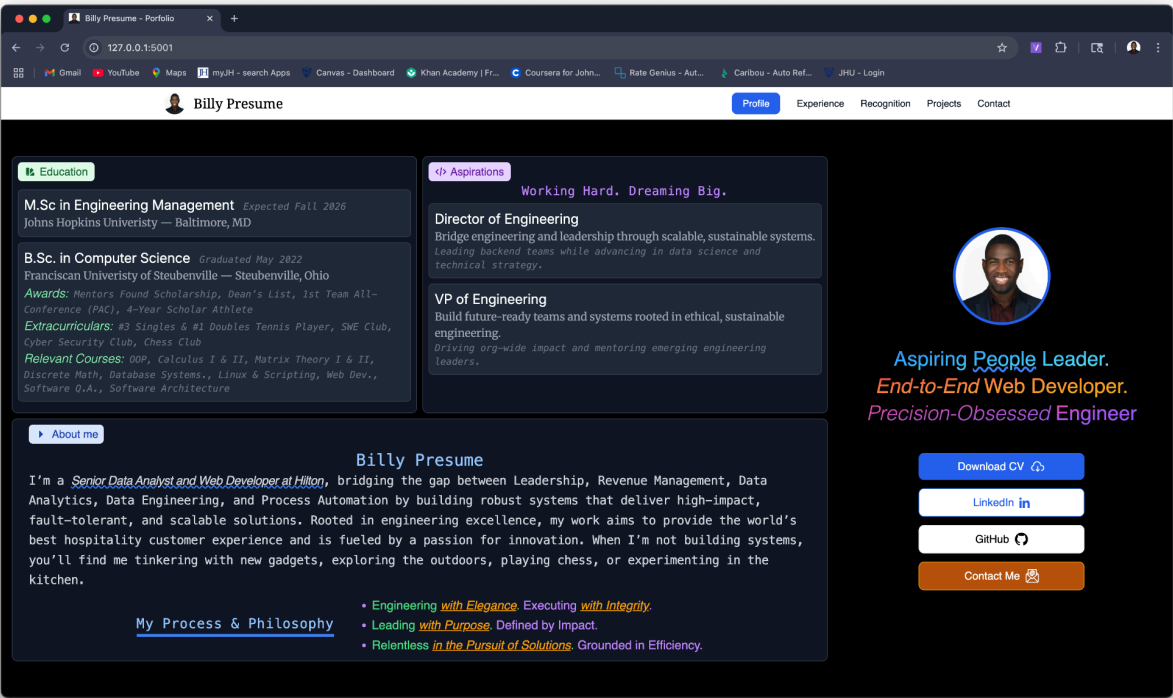 Billy Presume - Porfolio
127.0.0.1:5001
Gmail
YouTube
Maps
myJH - search Apps
Canvas - Dashboard
Khan Academy | Fr...
Coursera for John...
Rate Genius - Aut...
Caribou - Auto Ref...
JHU - Login
Billy Presume
Profile
Experience
Recognition
Projects
Contact
Education
M.Sc in Engineering Management Expected Fall 2026
Johns Hopkins Univeristy — Baltimore, MD
B.Sc. in Computer Science Graduated May 2022
Franciscan Univeristy of Steubenville — Steubenville, Ohio
Awards: Mentors Found Scholarship, Dean's List, 1st Team All-
Conference (PAC), 4-Year Scholar Athlete
Extracurriculars: #3 Singles & #1 Doubles Tennis Player, SWE Club,
Cyber Security Club, Chess Club
Relevant Courses: OOP, Calculus I & II, Matrix Theory I & II,
Discrete Math, Database Systems., Linux & Scripting, Web Dev.,
Software Q.A., Software Architecture
</> Aspirations
Working Hard. Dreaming Big.
Director of Engineering
Bridge engineering and leadership through scalable, sustainable systems.
Leading backend teams while advancing in data science and
technical strategy.
VP of Engineering
Build future-ready teams and systems rooted in ethical, sustainable
engineering.
Driving org-wide impact and mentoring emerging engineering
leaders.
About me
Billy Presume
I'm a Senior Data Analyst and Web Developer at Hilton, bridging the gap between Leadership, Revenue Management, Data
Analytics, Data Engineering, and Process Automation by building robust systems that deliver high-impact,
fault-tolerant, and scalable solutions. Rooted in engineering excellence, my work aims to provide the world's
best hospitality customer experience and is fueled by a passion for innovation. When I'm not building systems,
you'll find me tinkering with new gadgets, exploring the outdoors, playing chess, or experimenting in the
kitchen.
My Process & Philosophy
• Engineering with Elegance. Executing with Integrity.
• Leading with Purpose. Defined by Impact.
• Relentless in the Pursuit of Solutions. Grounded in Efficiency.
Aspiring People Leader.
End-to-End Web Developer.
Precision-Obsessed Engineer
Download CV
LinkedIn in
GitHub
Contact Me